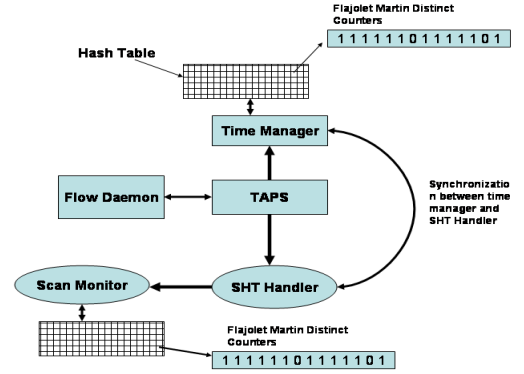 Flajolet Martin Distinct
Counters
1 1 1 1 1 1 0 1 1 1 1 1 0 1
Hash Table
Time Manager
Synchronizatio
n between time
manager and
SHT Handler
Flow Daemon
TAPS
Scan Monitor
SHT Handler
Flajolet Martin Distinct
Counters
1 1 1 1 1 1 0 1 1 1 1 1 0 1